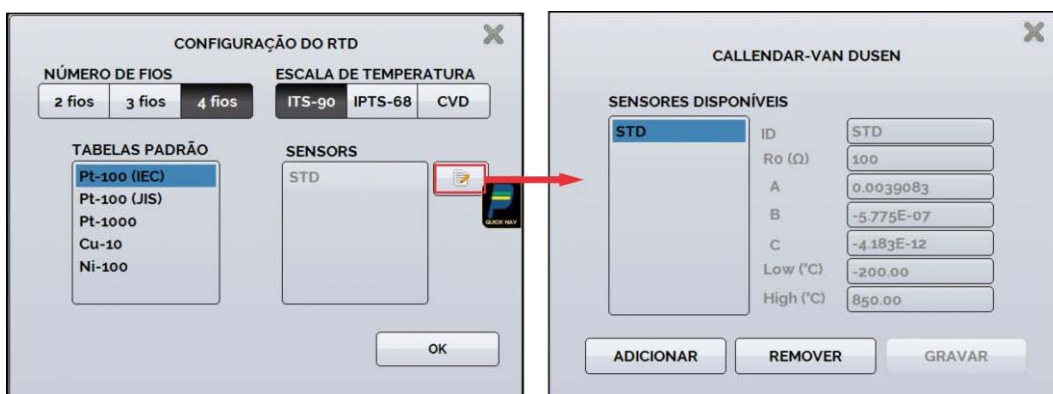 CONFIGURAÇÃO DO RTD
NÚMERO DE FIOS
2 fios 3 fios 4 fios
ESCALA DE TEMPERATURA
ITS-90 IPTS-68 CVD
TABELAS PADRÃO
Pt-100 (IEC)
Pt-100 (JIS)
Pt-1000
Cu-10
Ni-100
SENSORS
STD
QUICK NAV
OK
CALLENDAR-VAN DUSEN
SENSORES DISPONÍVEIS
STD
ID STD
Ro (Ω) 100
A 0.0039083
B -5.775E-07
C -4.183E-12
Low (°C) -200.00
High (°C) 850.00
ADICIONAR REMOVER GRAVAR